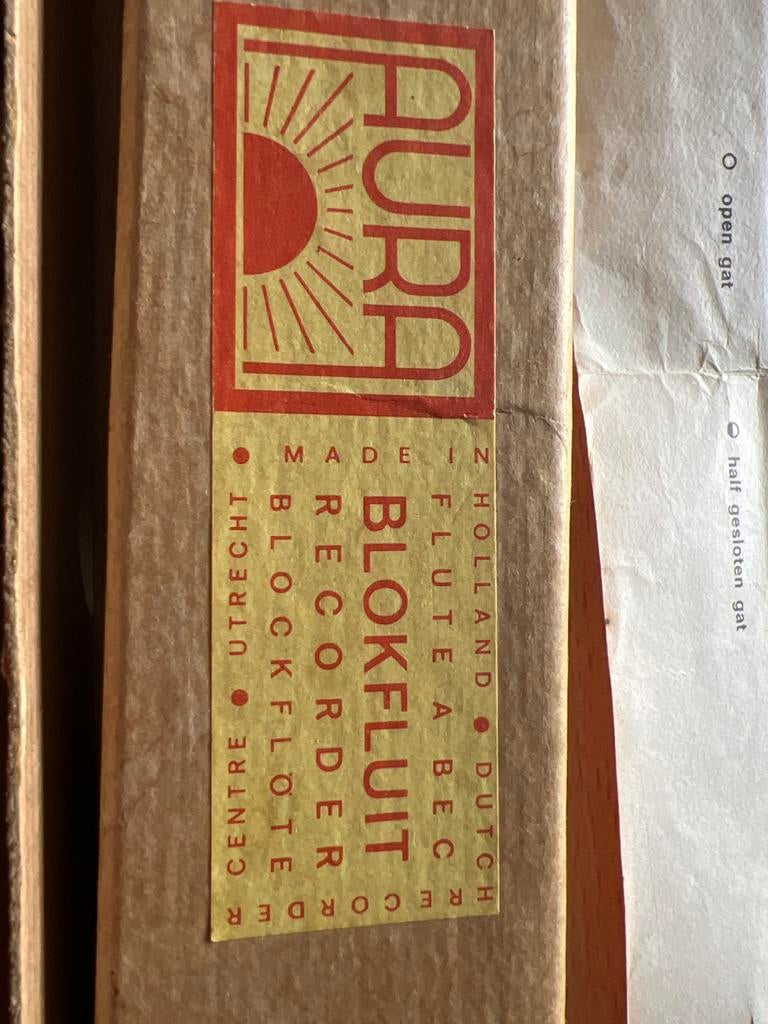 AURA
MADE IN HOLLAND • DUTCH RECORDER CENTRE • UTRECHT •
FLUTE A BEC
BLOKFLUIT
RECORDER
BLOCKFLÖTE
open gat
half gesloten gat